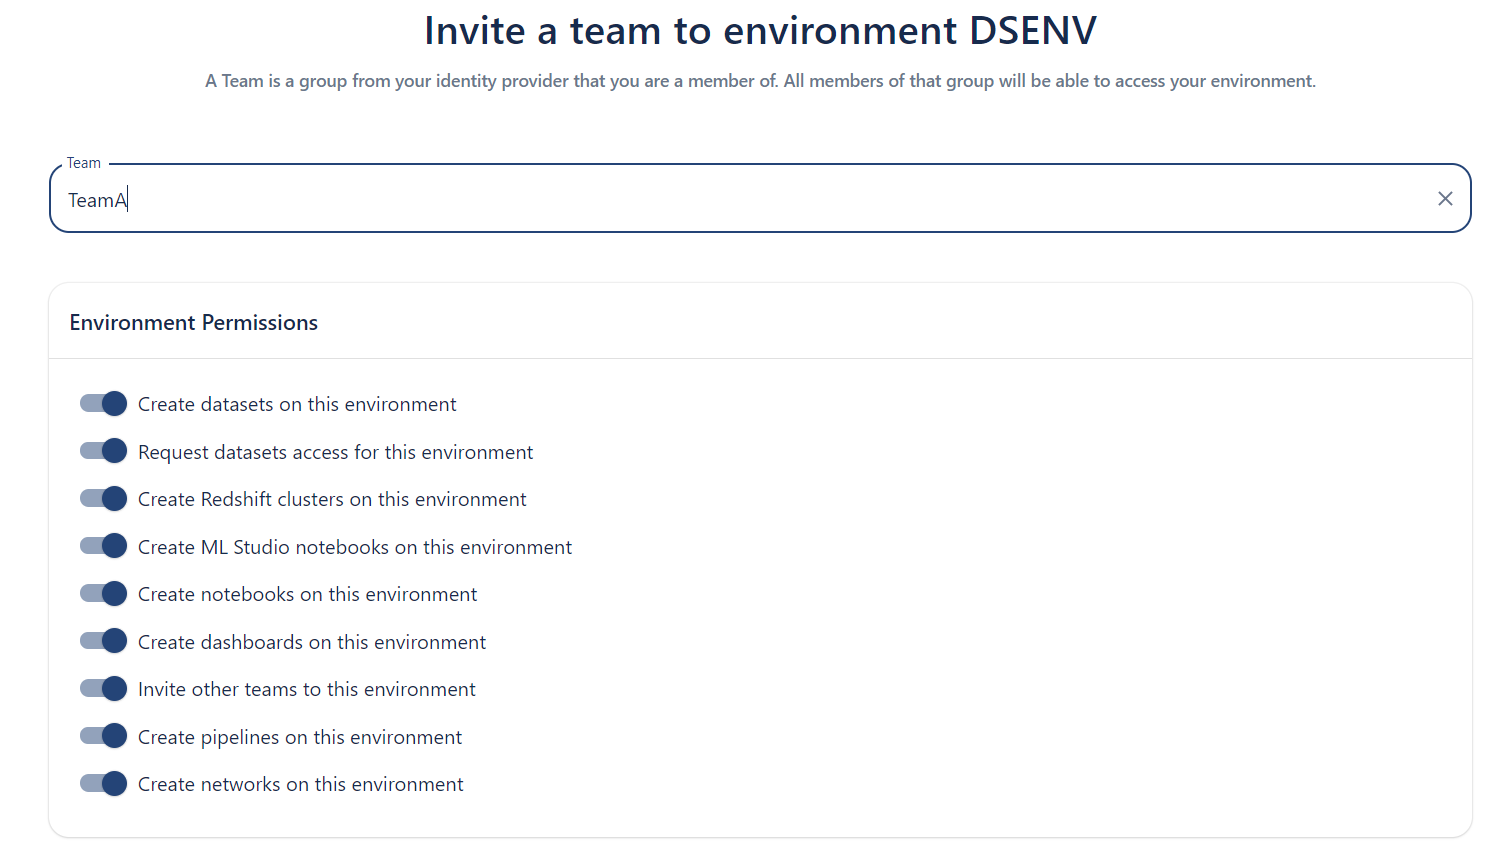 Invite a team to environment DSENV
A Team is a group from your identity provider that you are a member of. All members of that group will be able to access your environment.
Team
TeamA
Environment Permissions
Create datasets on this environment
Request datasets access for this environment
Create Redshift clusters on this environment
Create ML Studio notebooks on this environment
Create notebooks on this environment
Create dashboards on this environment
Invite other teams to this environment
Create pipelines on this environment
Create networks on this environment